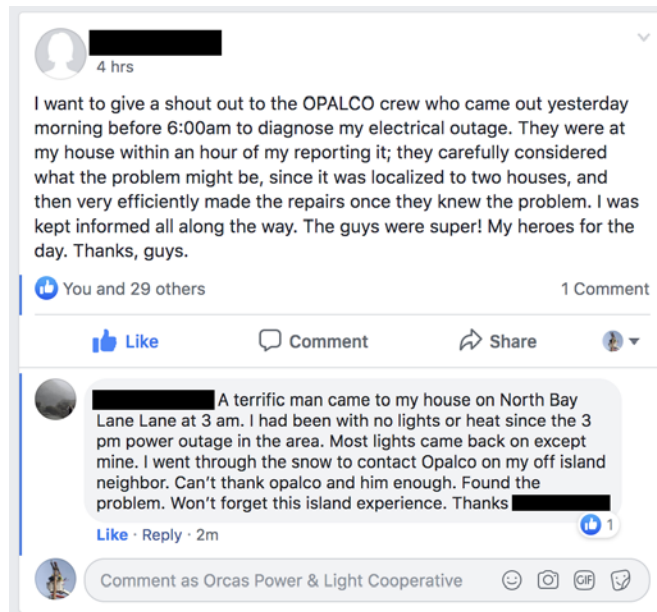 4 hrs
I want to give a shout out to the OPALCO crew who came out yesterday
morning before 6:00am to diagnose my electrical outage. They were at
my house within an hour of my reporting it; they carefully considered
what the problem might be, since it was localized to two houses, and
then very efficiently made the repairs once they knew the problem. I was
kept informed all along the way. The guys were super! My heroes for the
day. Thanks, guys.
You and 29 others 1 Comment
Like Comment Share
A terrific man came to my house on North Bay
Lane Lane at 3 am. I had been with no lights or heat since the 3
pm power outage in the area. Most lights came back on except
mine. I went through the snow to contact Opalco on my off island
neighbor. Can't thank opalco and him enough. Found the
problem. Won't forget this island experience. Thanks
1
Like · Reply · 2m
Comment as Orcas Power & Light Cooperative GIF